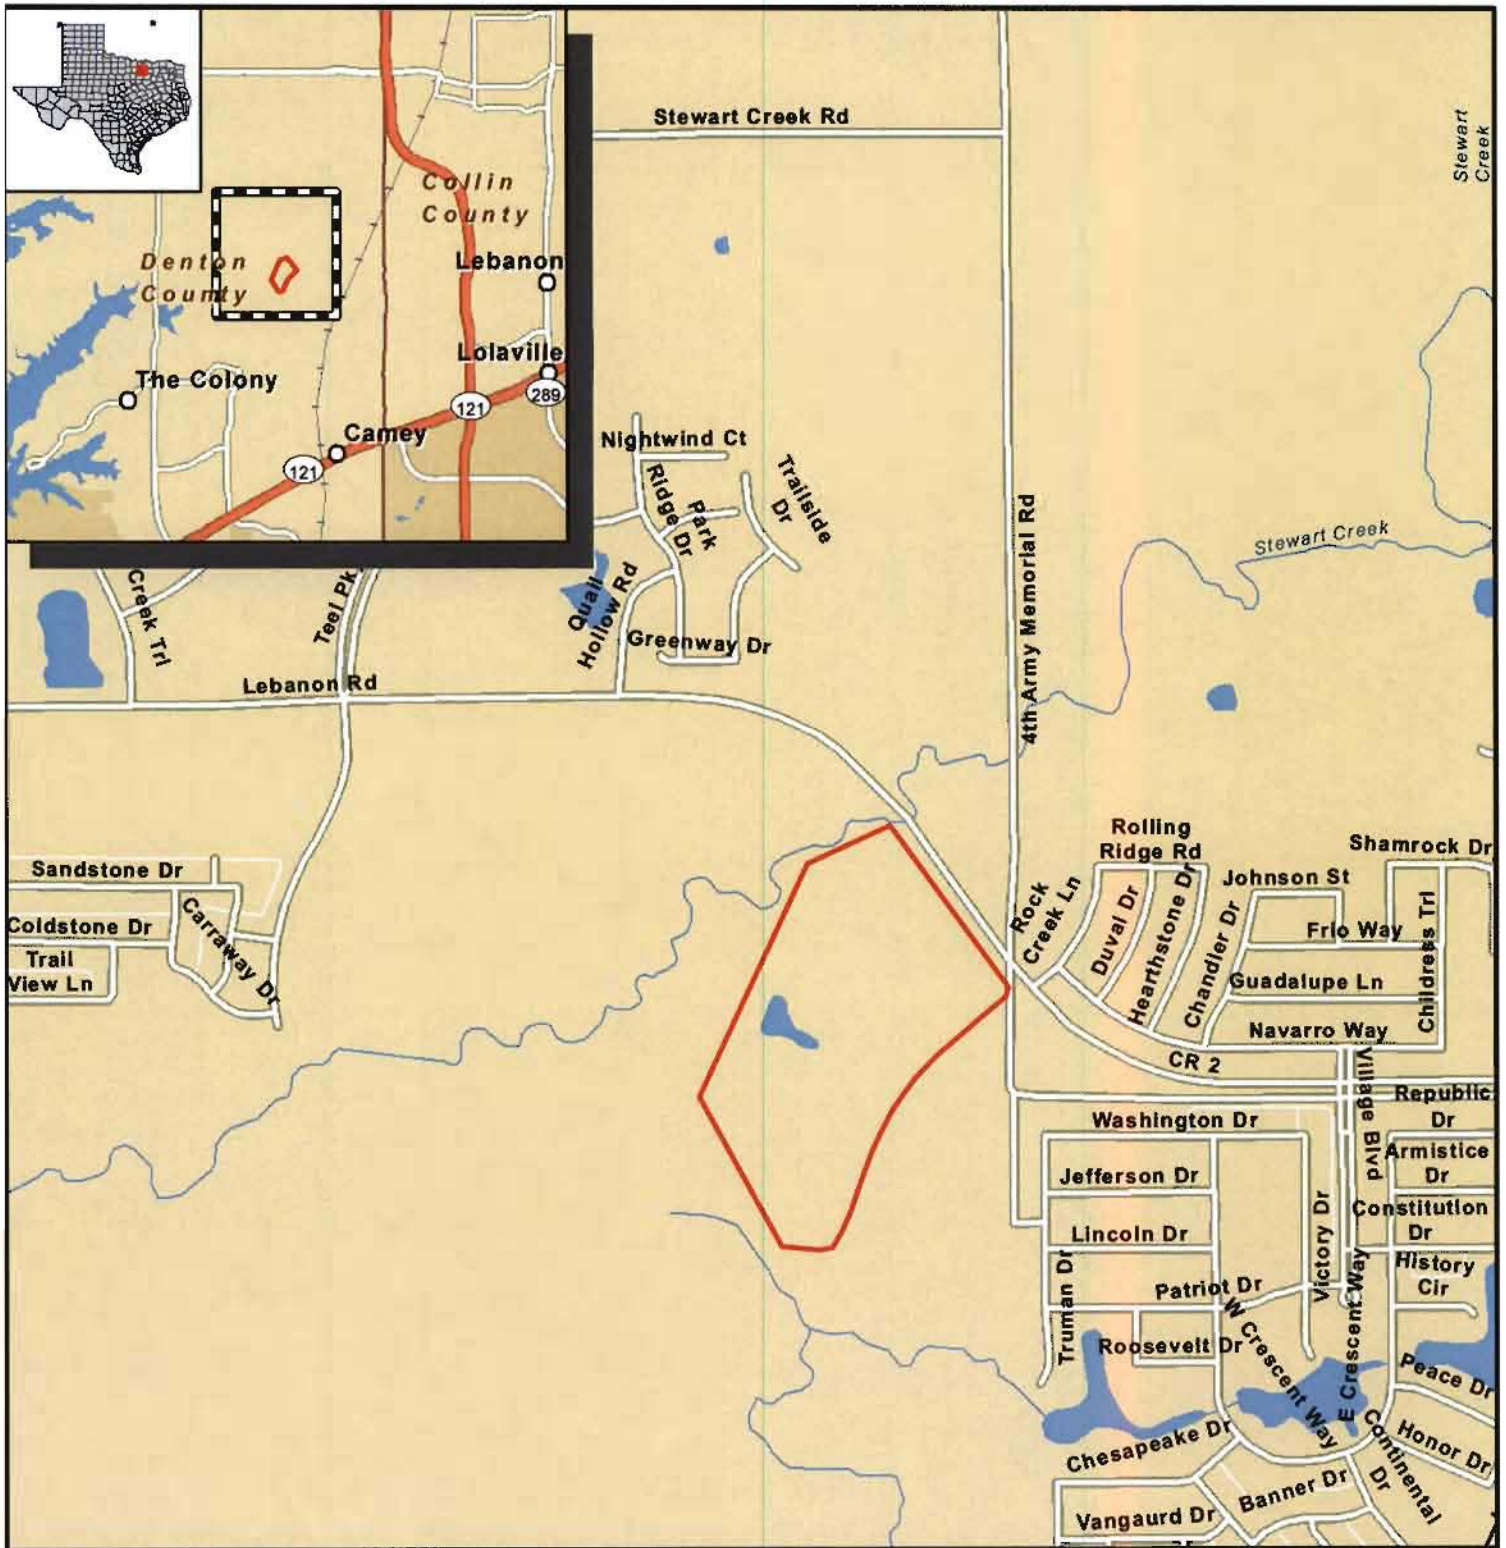 Collin
County
Denton
County
Lebanon
Lolaville
The Colony
Camey
121
121
289
Stewart Creek Rd
Stewart
Creek
Nightwind Ct
Ridge Dr
Park
Trailside
Dr
Quail
Hollow Rd
Greenway Dr
4th Army Memorial Rd
Stewart Creek
Creek Trl
Teel Pk
Lebanon Rd
Sandstone Dr
Coldstone Dr
Trail
View Ln
Carraway Dr
Rolling
Ridge Rd
Rock
Creek Ln
Duval Dr
Hearthstone Dr
Chandler Dr
Johnson St
Shamrock Dr
Frio Way
Childress Trl
Guadalupe Ln
Navarro Way
CR 2
Village Blvd
Republic
Dr
Washington Dr
Armistice
Dr
Jefferson Dr
Constitution
Dr
Lincoln Dr
Victory Dr
History
Cir
Truman Dr
Patriot Dr
W Crescent Way
E Crescent Way
Roosevelt Dr
Peace Dr
Chesapeake Dr
Honor Dr
Continental
Dr
Banner Dr
Vangaurd Dr